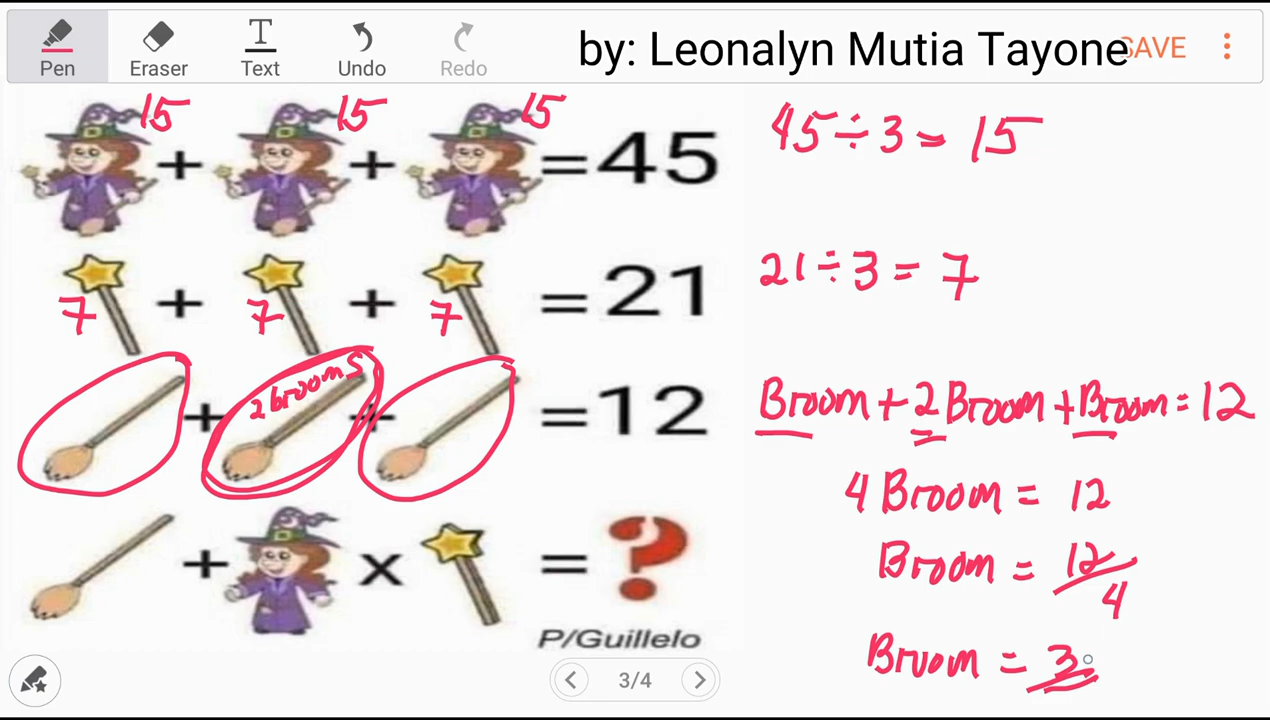 Pen Eraser Text Undo Redo SAVE
by: Leonalyn Mutia Tayone
15 15 15
+ + = 45
45 ÷ 3 = 15
+ + = 21
7 7 7
21 ÷ 3 = 7
2 brooms
+ + = 12
Broom + 2 Broom + Broom = 12
4 Broom = 12
+ x = ?
Broom = 12/4
P/Guillelo
Broom = 3
3/4